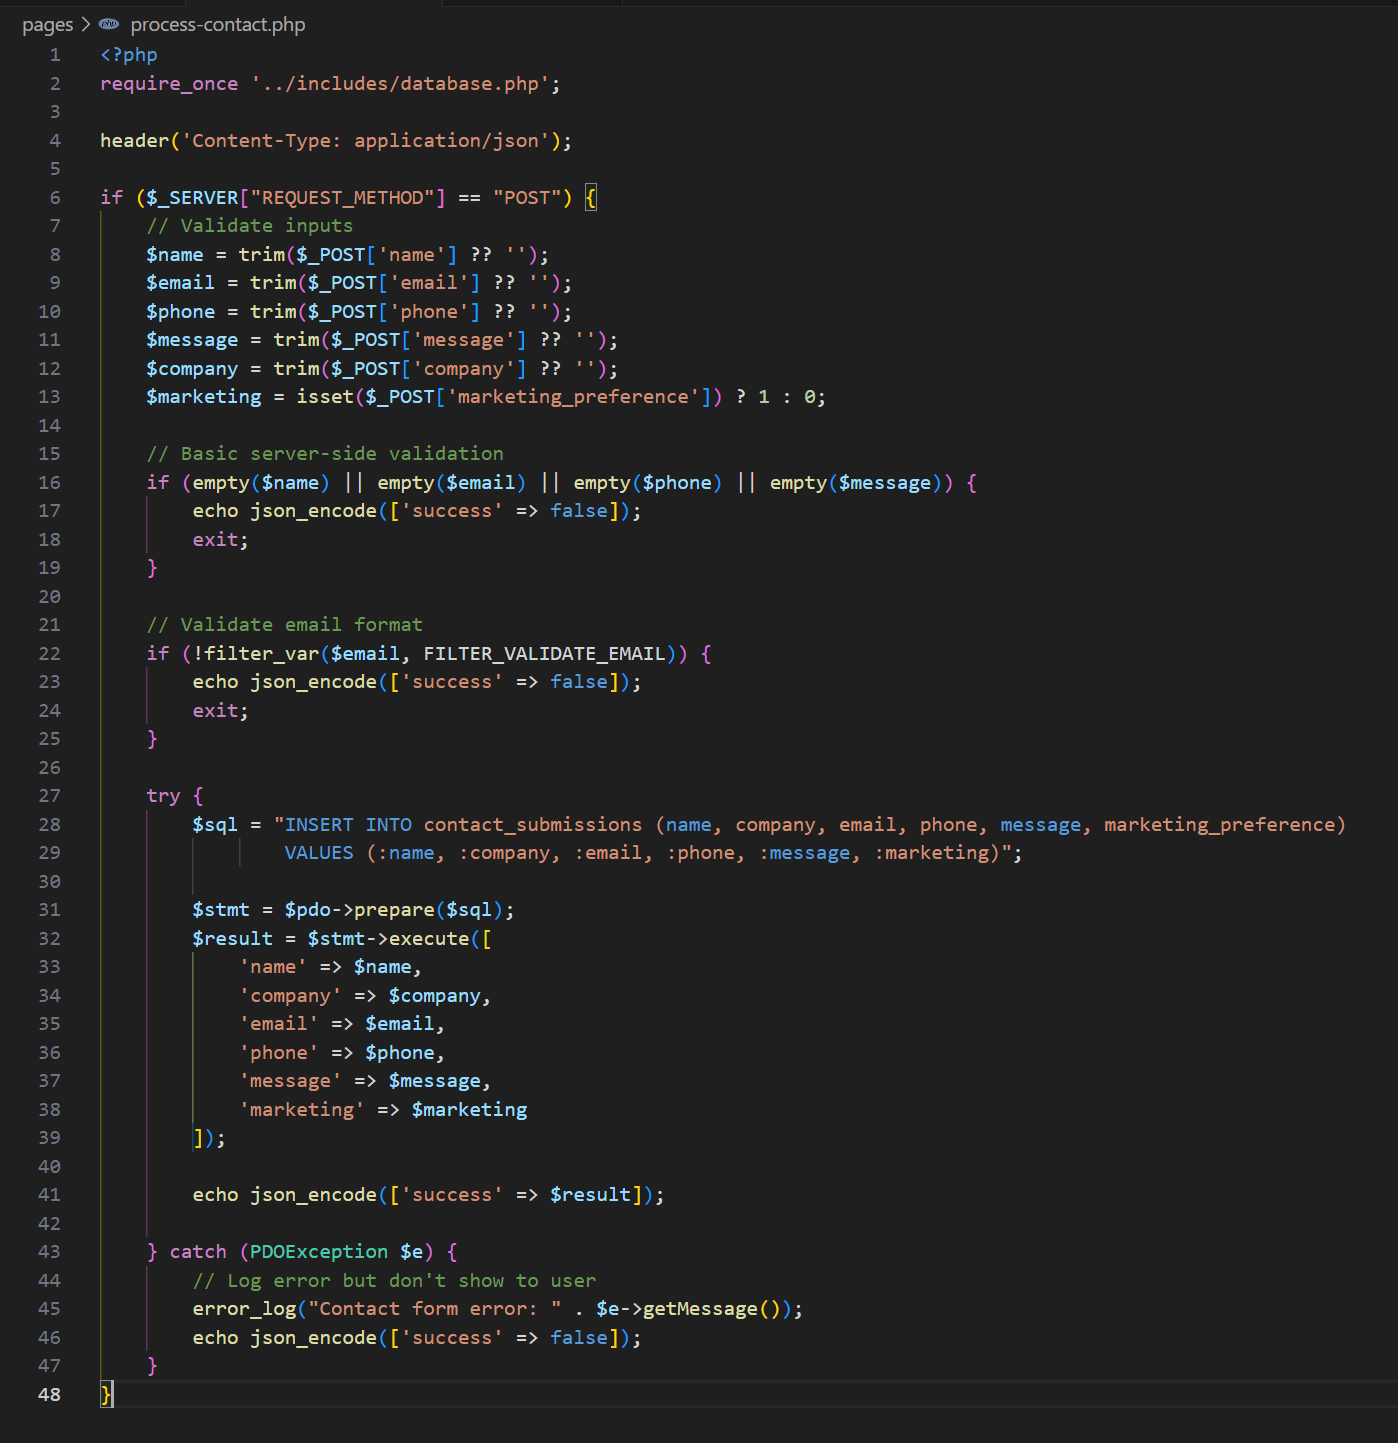 pages > php process-contact.php
1 <?php
2 require_once '../includes/database.php';
3
4 header('Content-Type: application/json');
5
6 if ($_SERVER["REQUEST_METHOD"] == "POST") {
7     // Validate inputs
8     $name = trim($_POST['name'] ?? '');
9     $email = trim($_POST['email'] ?? '');
10     $phone = trim($_POST['phone'] ?? '');
11     $message = trim($_POST['message'] ?? '');
12     $company = trim($_POST['company'] ?? '');
13     $marketing = isset($_POST['marketing_preference']) ? 1 : 0;
14
15     // Basic server-side validation
16     if (empty($name) || empty($email) || empty($phone) || empty($message)) {
17         echo json_encode(['success' => false]);
18         exit;
19     }
20
21     // Validate email format
22     if (!filter_var($email, FILTER_VALIDATE_EMAIL)) {
23         echo json_encode(['success' => false]);
24         exit;
25     }
26
27     try {
28         $sql = "INSERT INTO contact_submissions (name, company, email, phone, message, marketing_preference)
29                 VALUES (:name, :company, :email, :phone, :message, :marketing)";
30
31         $stmt = $pdo->prepare($sql);
32         $result = $stmt->execute([
33             'name' => $name,
34             'company' => $company,
35             'email' => $email,
36             'phone' => $phone,
37             'message' => $message,
38             'marketing' => $marketing
39         ]);
40
41         echo json_encode(['success' => $result]);
42
43     } catch (PDOException $e) {
44         // Log error but don't show to user
45         error_log("Contact form error: " . $e->getMessage());
46         echo json_encode(['success' => false]);
47     }
48 }